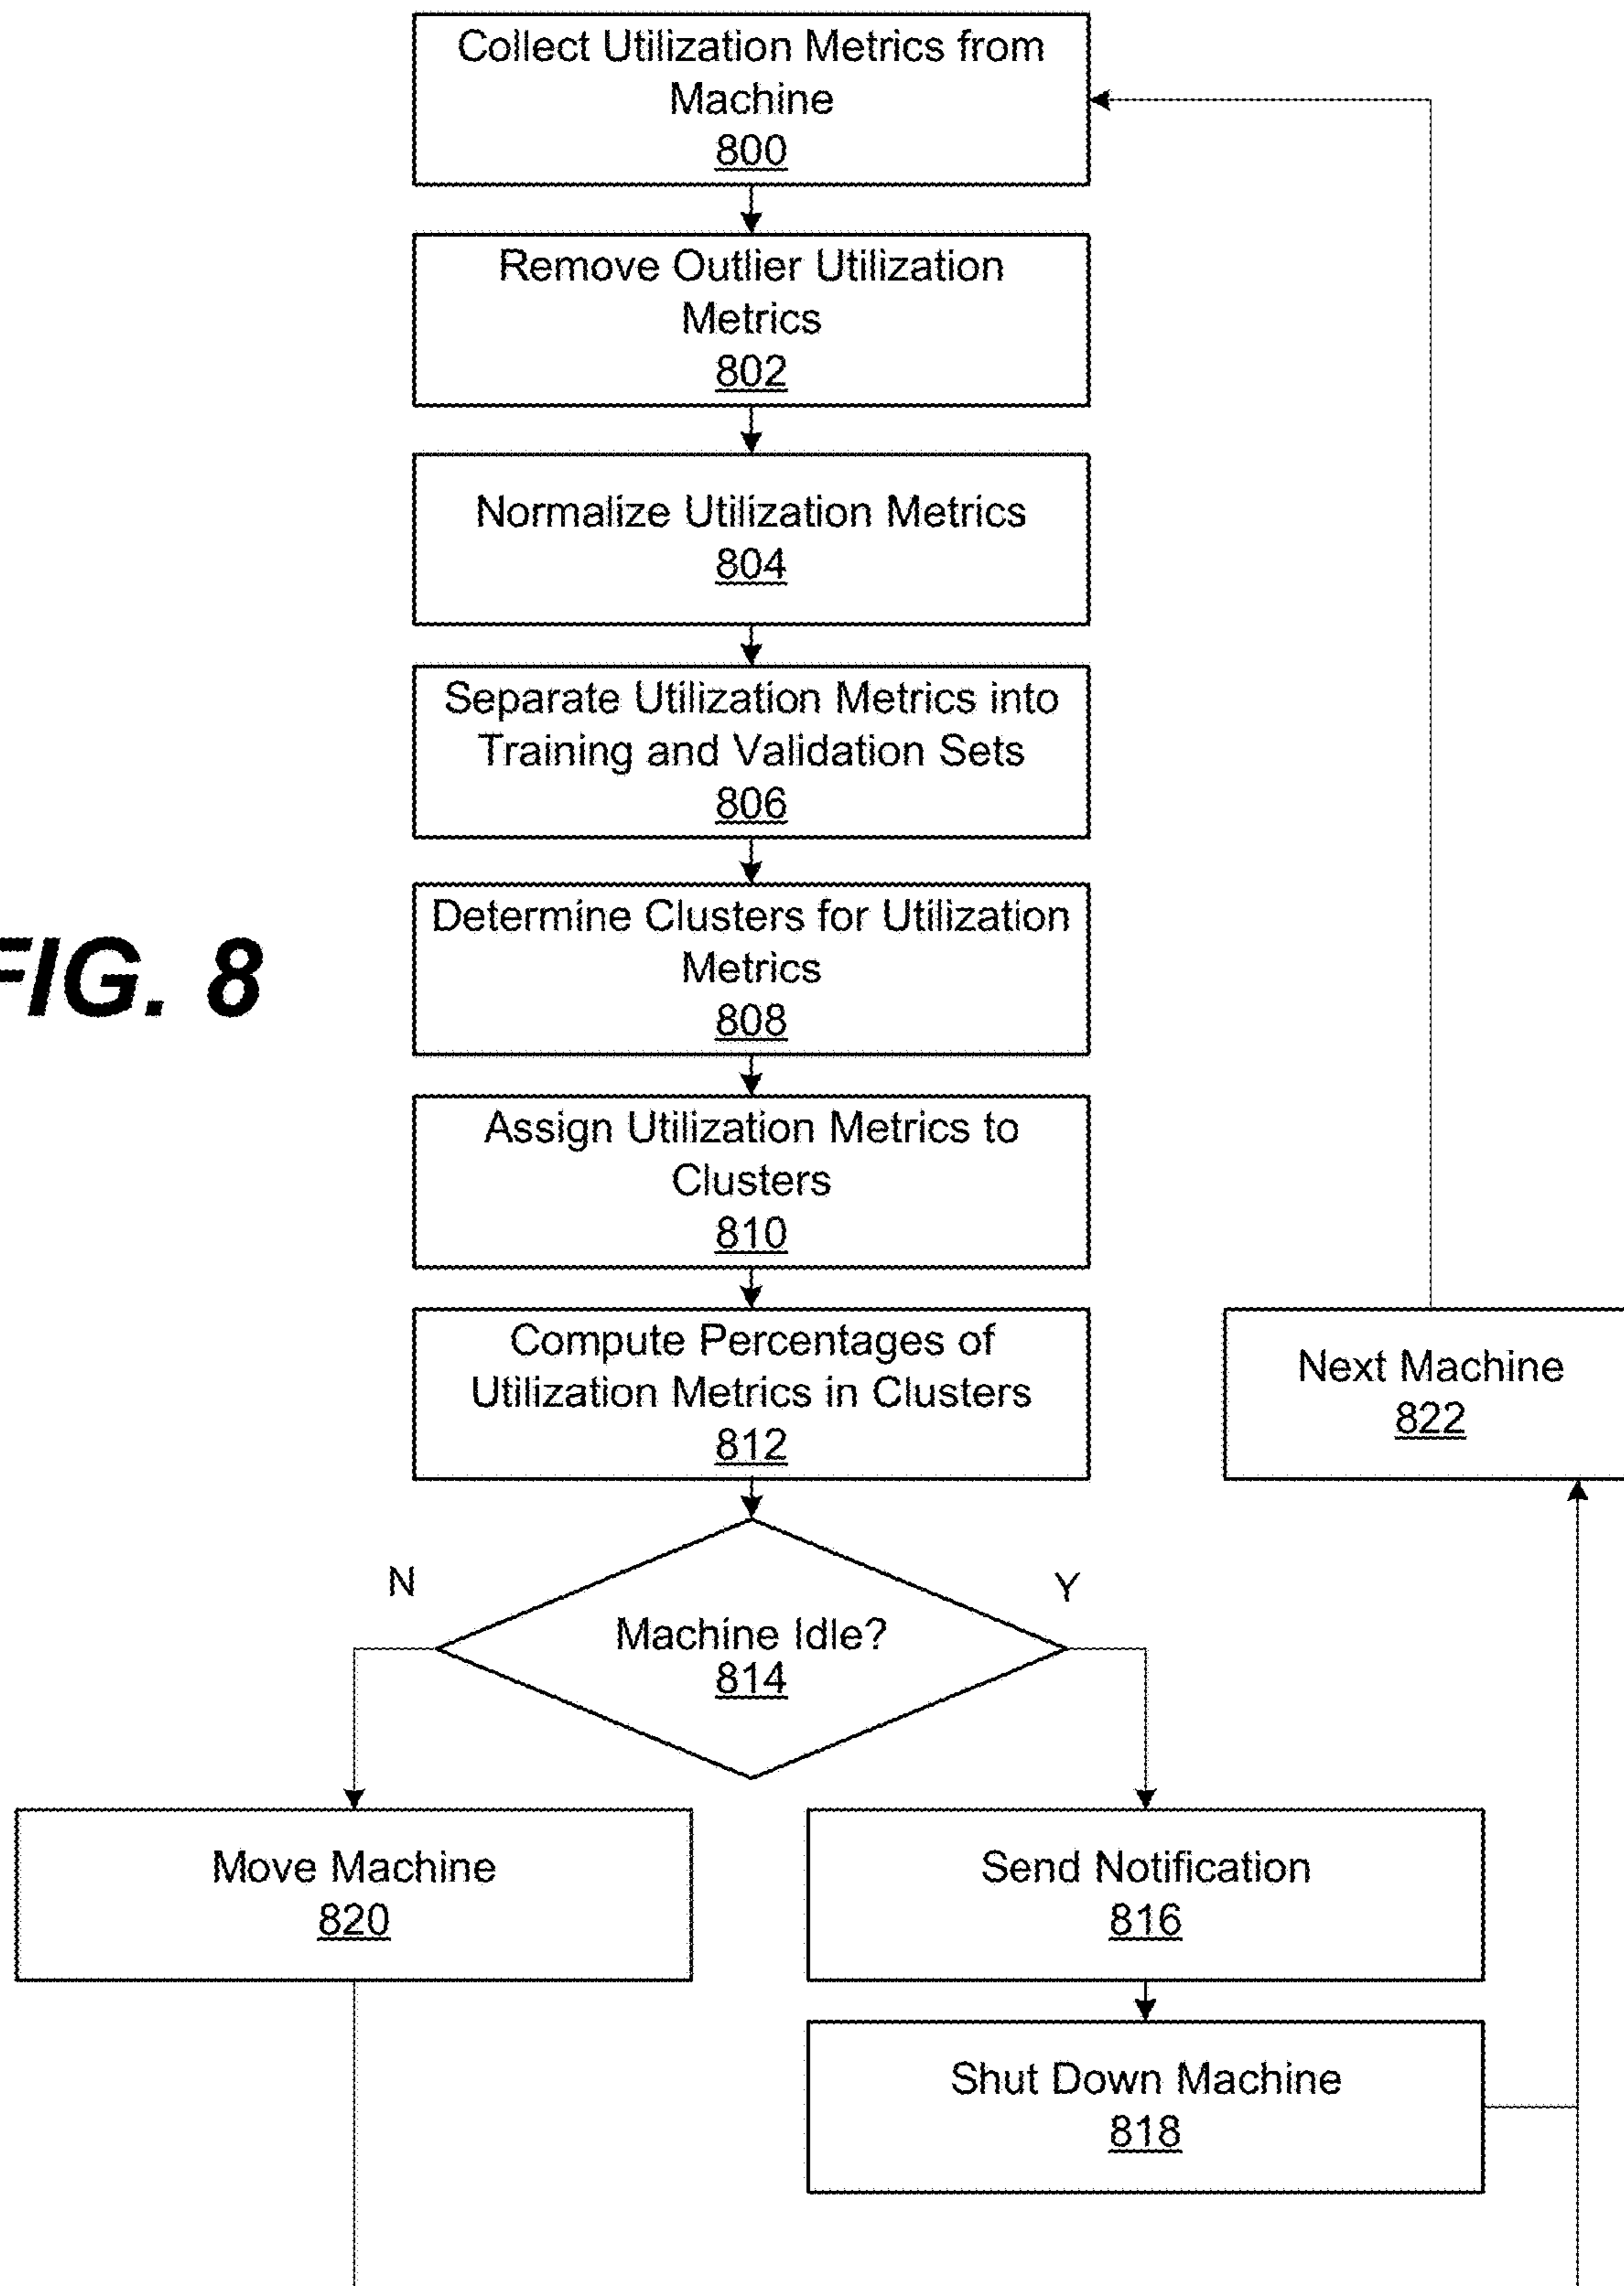 Collect Utilization Metrics from
Machine
800
Remove Outlier Utilization
Metrics
802
Normalize Utilization Metrics
804
Separate Utilization Metrics into
Training and Validation Sets
806
Determine Clusters for Utilization
Metrics
808
FIG. 8
Assign Utilization Metrics to
Clusters
810
Compute Percentages of
Utilization Metrics in Clusters
812
Next Machine
822
N
Y
Machine Idle?
814
Move Machine
820
Send Notification
816
Shut Down Machine
818